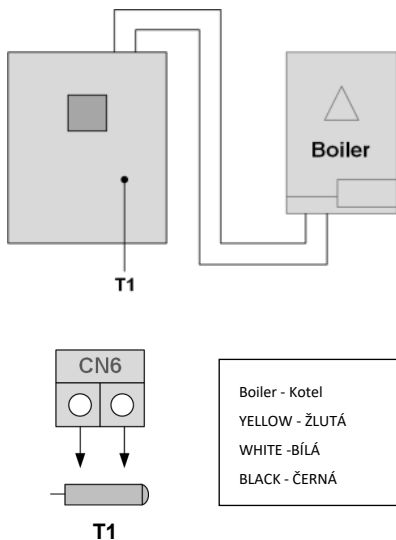 Boiler
T1
CN6
T1
Boiler - Kotel
YELLOW - ŽLUTÁ
WHITE -BÍLÁ
BLACK - ČERNÁ